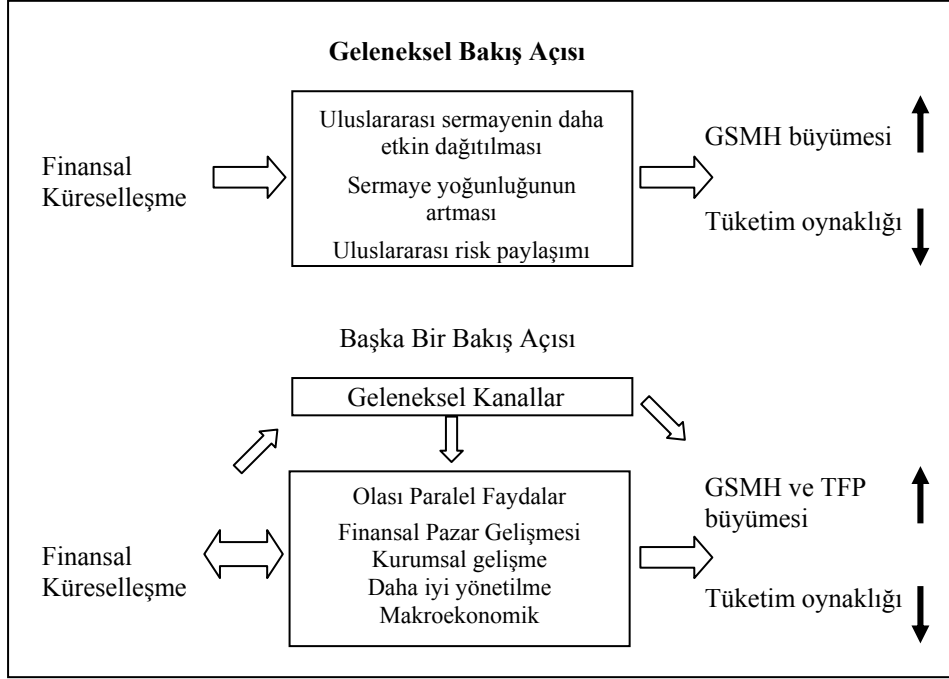 Geleneksel Bakış Açısı
Finansal
Küreselleşme
Uluslararası sermayenin daha
etkin dağıtılması
Sermaye yoğunluğunun
artması
Uluslararası risk paylaşımı
GSMH büyümesi
Tüketim oynaklığı
Başka Bir Bakış Açısı
Geleneksel Kanallar
Finansal
Küreselleşme
Olası Paralel Faydalar
Finansal Pazar Gelişmesi
Kurumsal gelişme
Daha iyi yönetilme
Makroekonomik
GSMH ve TFP
büyümesi
Tüketim oynaklığı